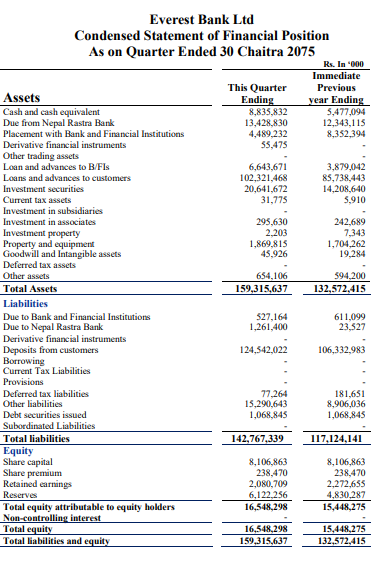 Everest Bank Ltd
Condensed Statement of Financial Position
As on Quarter Ended 30 Chaitra 2075
Rs. In '000
Assets This Quarter Ending Immediate Previous year Ending
Cash and cash equivalent 8,835,832 5,477,094
Due from Nepal Rastra Bank 13,428,830 12,343,115
Placement with Bank and Financial Institutions 4,489,232 8,352,394
Derivative financial instruments 55,475 -
Other trading assets - -
Loan and advances to B/FIs 6,643,671 3,879,042
Loans and advances to customers 102,321,468 85,738,443
Investment securities 20,641,672 14,208,640
Current tax assets 31,775 5,910
Investment in subsidiaries - -
Investment in associates 295,630 242,689
Investment property 2,203 7,343
Property and equipment 1,869,815 1,704,262
Goodwill and Intangible assets 45,926 19,284
Deferred tax assets - -
Other assets 654,106 594,200
Total Assets 159,315,637 132,572,415
Liabilities
Due to Bank and Financial Institutions 527,164 611,099
Due to Nepal Rastra Bank 1,261,400 23,527
Derivative financial instruments - -
Deposits from customers 124,542,022 106,332,983
Borrowing - -
Current Tax Liabilities - -
Provisions - -
Deferred tax liabilities 77,264 181,651
Other liabilities 15,290,643 8,906,036
Debt securities issued 1,068,845 1,068,845
Subordinated Liabilities - -
Total liabilities 142,767,339 117,124,141
Equity
Share capital 8,106,863 8,106,863
Share premium 238,470 238,470
Retained earnings 2,080,709 2,272,655
Reserves 6,122,256 4,830,287
Total equity attributable to equity holders 16,548,298 15,448,275
Non-controlling interest - -
Total equity 16,548,298 15,448,275
Total liabilities and equity 159,315,637 132,572,415